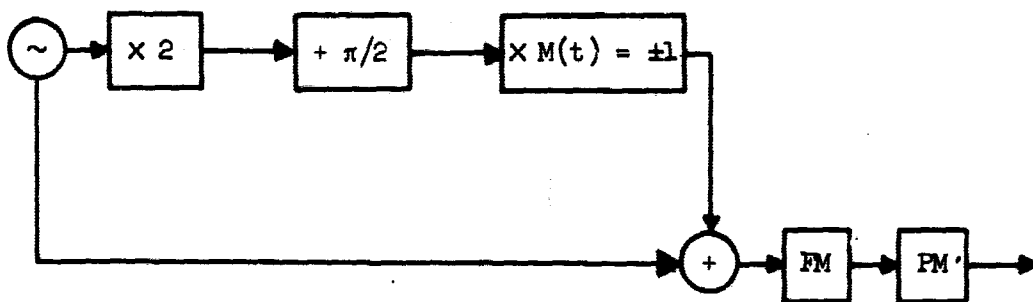 ~
× 2
+ π/2
× M(t) = ±1
+
FM
PM